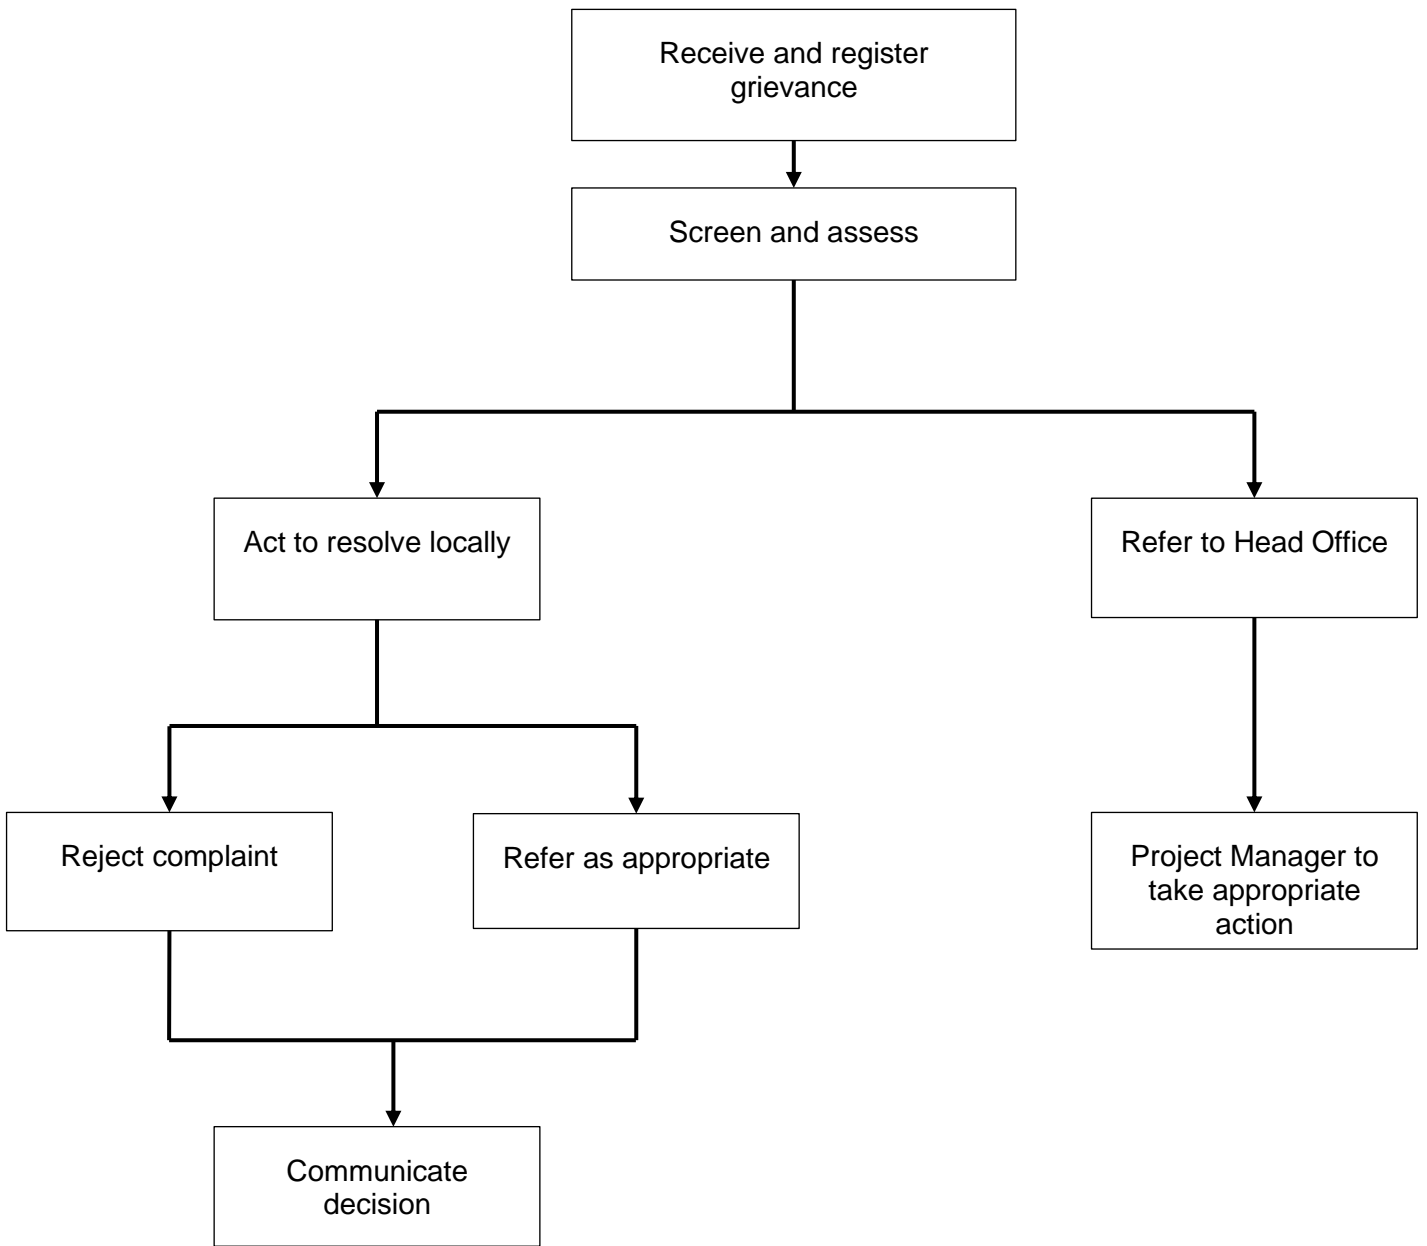 Receive and register
grievance
Screen and assess
Act to resolve locally
Refer to Head Office
Reject complaint
Refer as appropriate
Project Manager to
take appropriate
action
Communicate
decision